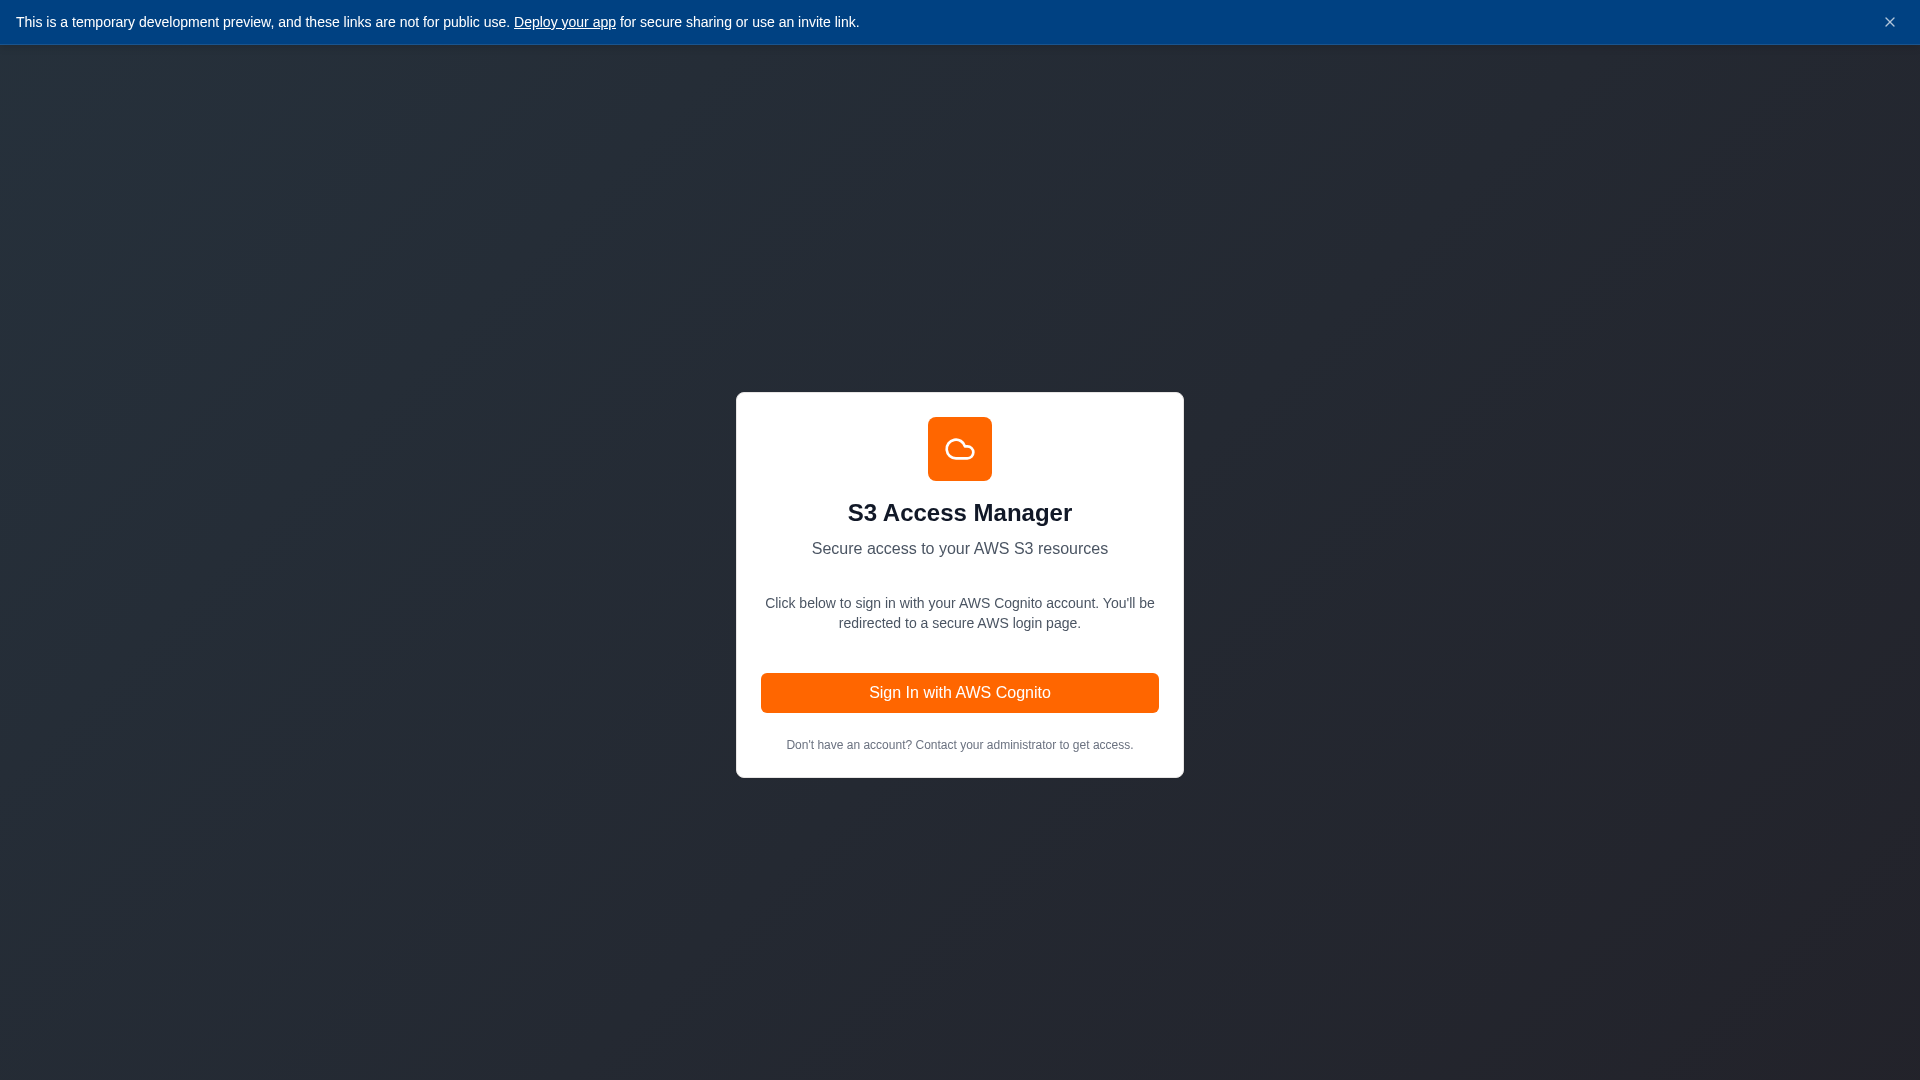 This is a temporary development preview, and these links are not for public use. Deploy your app for secure sharing or use an invite link.
S3 Access Manager
Secure access to your AWS S3 resources
Click below to sign in with your AWS Cognito account. You'll be
redirected to a secure AWS login page.
Sign In with AWS Cognito
Don't have an account? Contact your administrator to get access.